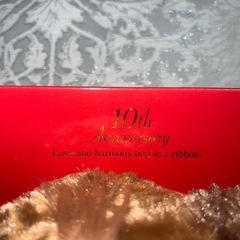 10th
Anniversary
Love and harmony tied to a ribbon.